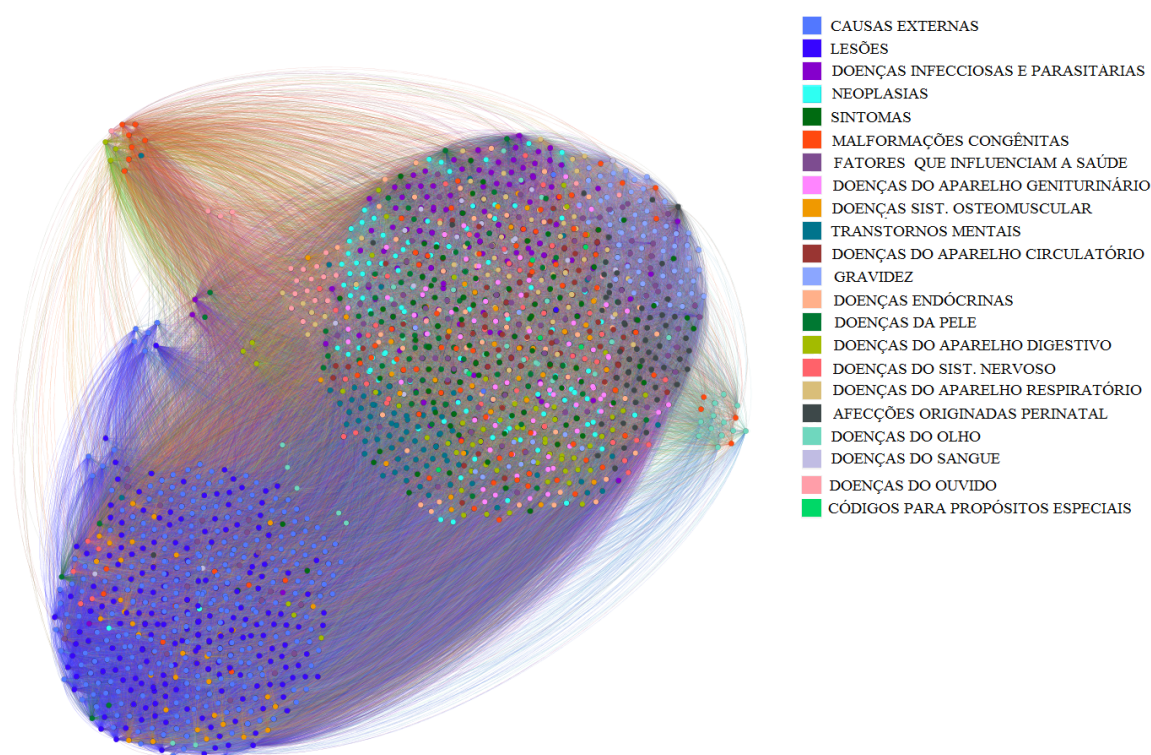 CAUSAS EXTERNAS
LESÕES
DOENÇAS INFECCIOSAS E PARASITARIAS
NEOPLASIAS
SINTOMAS
MALFORMAÇÕES CONGÊNITAS
FATORES QUE INFLUENCIAM A SAÚDE
DOENÇAS DO APARELHO GENITURINÁRIO
DOENÇAS SIST. OSTEOMUSCULAR
TRANSTORNOS MENTAIS
DOENÇAS DO APARELHO CIRCULATÓRIO
GRAVIDEZ
DOENÇAS ENDÓCRINAS
DOENÇAS DA PELE
DOENÇAS DO APARELHO DIGESTIVO
DOENÇAS DO SIST. NERVOSO
DOENÇAS DO APARELHO RESPIRATÓRIO
AFECÇÕES ORIGINADAS PERINATAL
DOENÇAS DO OLHO
DOENÇAS DO SANGUE
DOENÇAS DO OUVIDO
CÓDIGOS PARA PROPÓSITOS ESPECIAIS